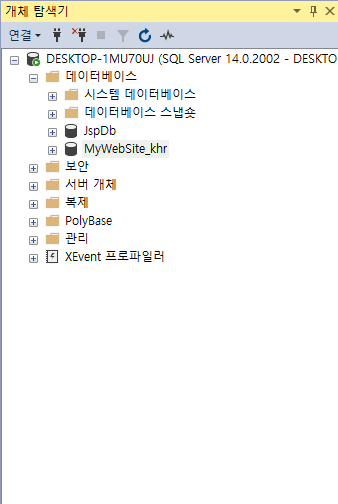 개체 탐색기
연결
DESKTOP-1MU70UJ (SQL Server 14.0.2002 - DESKTO
데이터베이스
시스템 데이터베이스
데이터베이스 스냅숏
JspDb
MyWebSite_khr
보안
서버 개체
복제
PolyBase
관리
XEvent 프로파일러